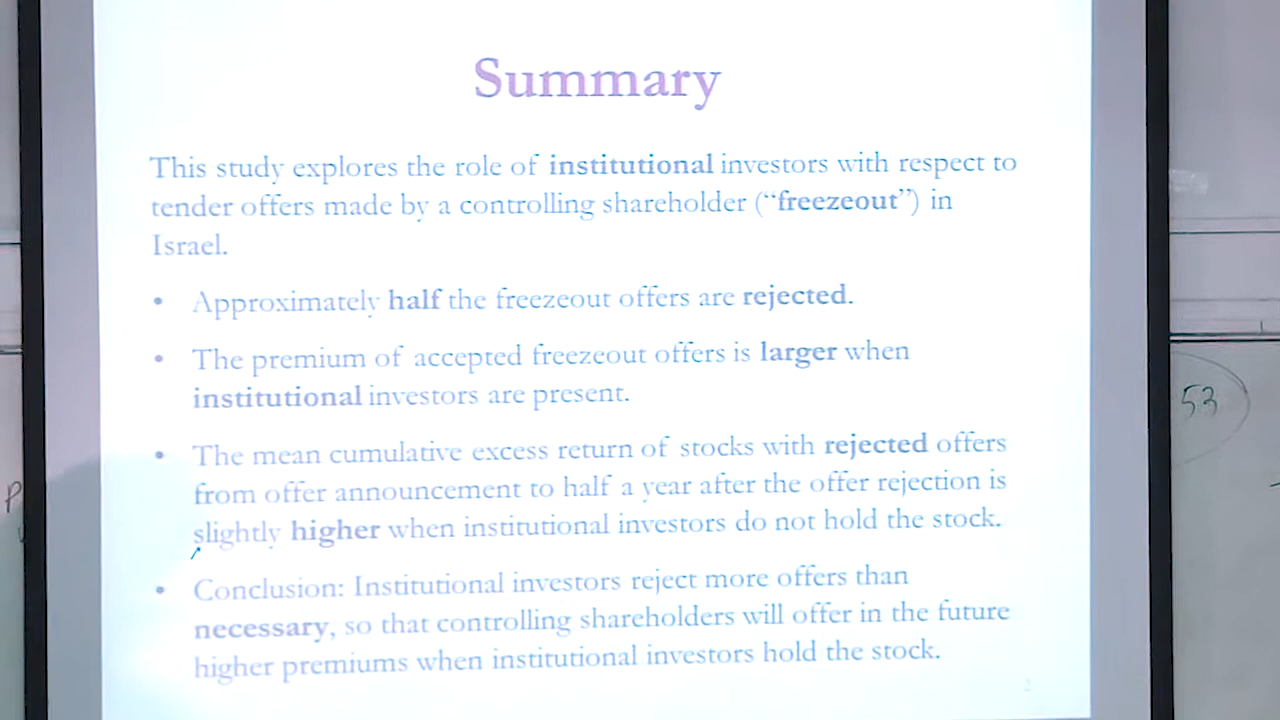 Summary
This study explores the role of institutional investors with respect to
tender offers made by a controlling shareholder (“freezeout”) in
Israel.
• Approximately half the freezeout offers are rejected.
• The premium of accepted freezeout offers is larger when
institutional investors are present.
• The mean cumulative excess return of stocks with rejected offers
from offer announcement to half a year after the offer rejection is
slightly higher when institutional investors do not hold the stock.
• Conclusion: Institutional investors reject more offers than
necessary, so that controlling shareholders will offer in the future
higher premiums when institutional investors hold the stock.
2
53
P